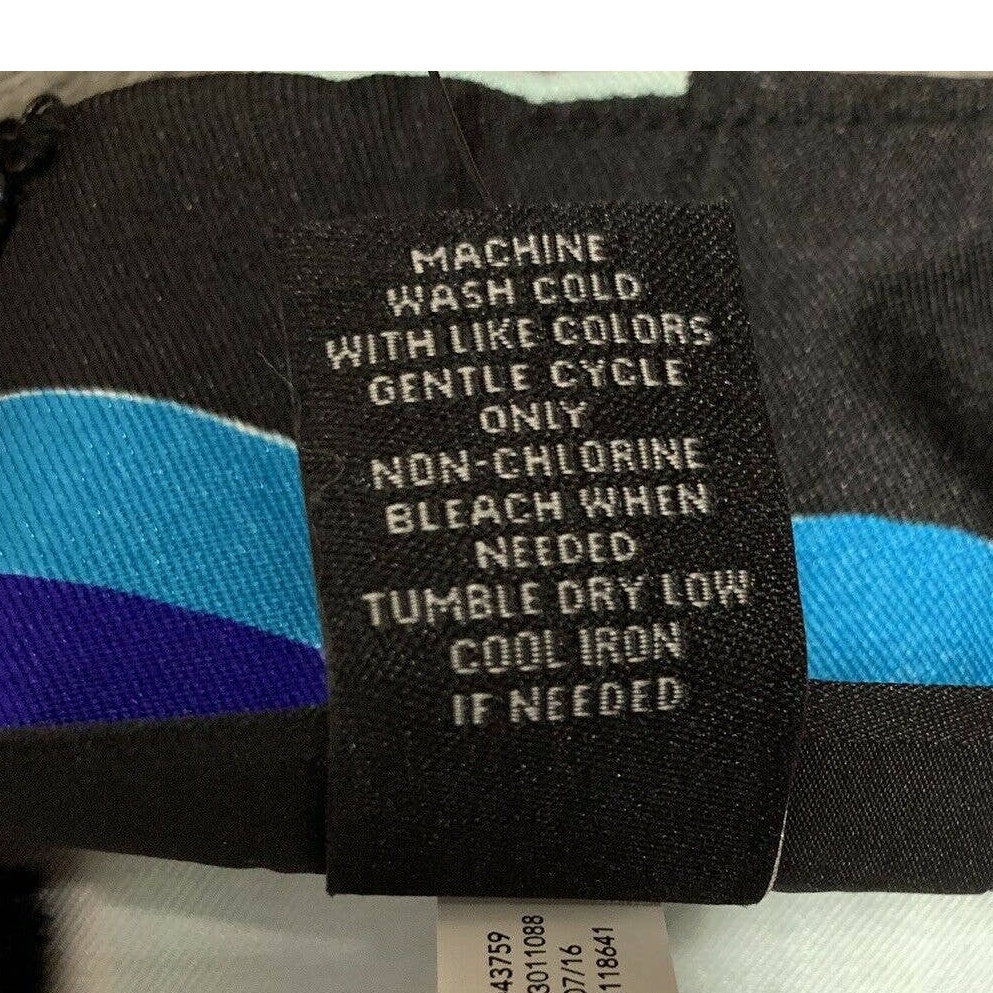 MACHINE
WASH COLD
WITH LIKE COLORS
GENTLE CYCLE
ONLY
NON-CHLORINE
BLEACH WHEN
NEEDED
TUMBLE DRY LOW
COOL IRON
IF NEEDED
43759
3011088
07/16
118641